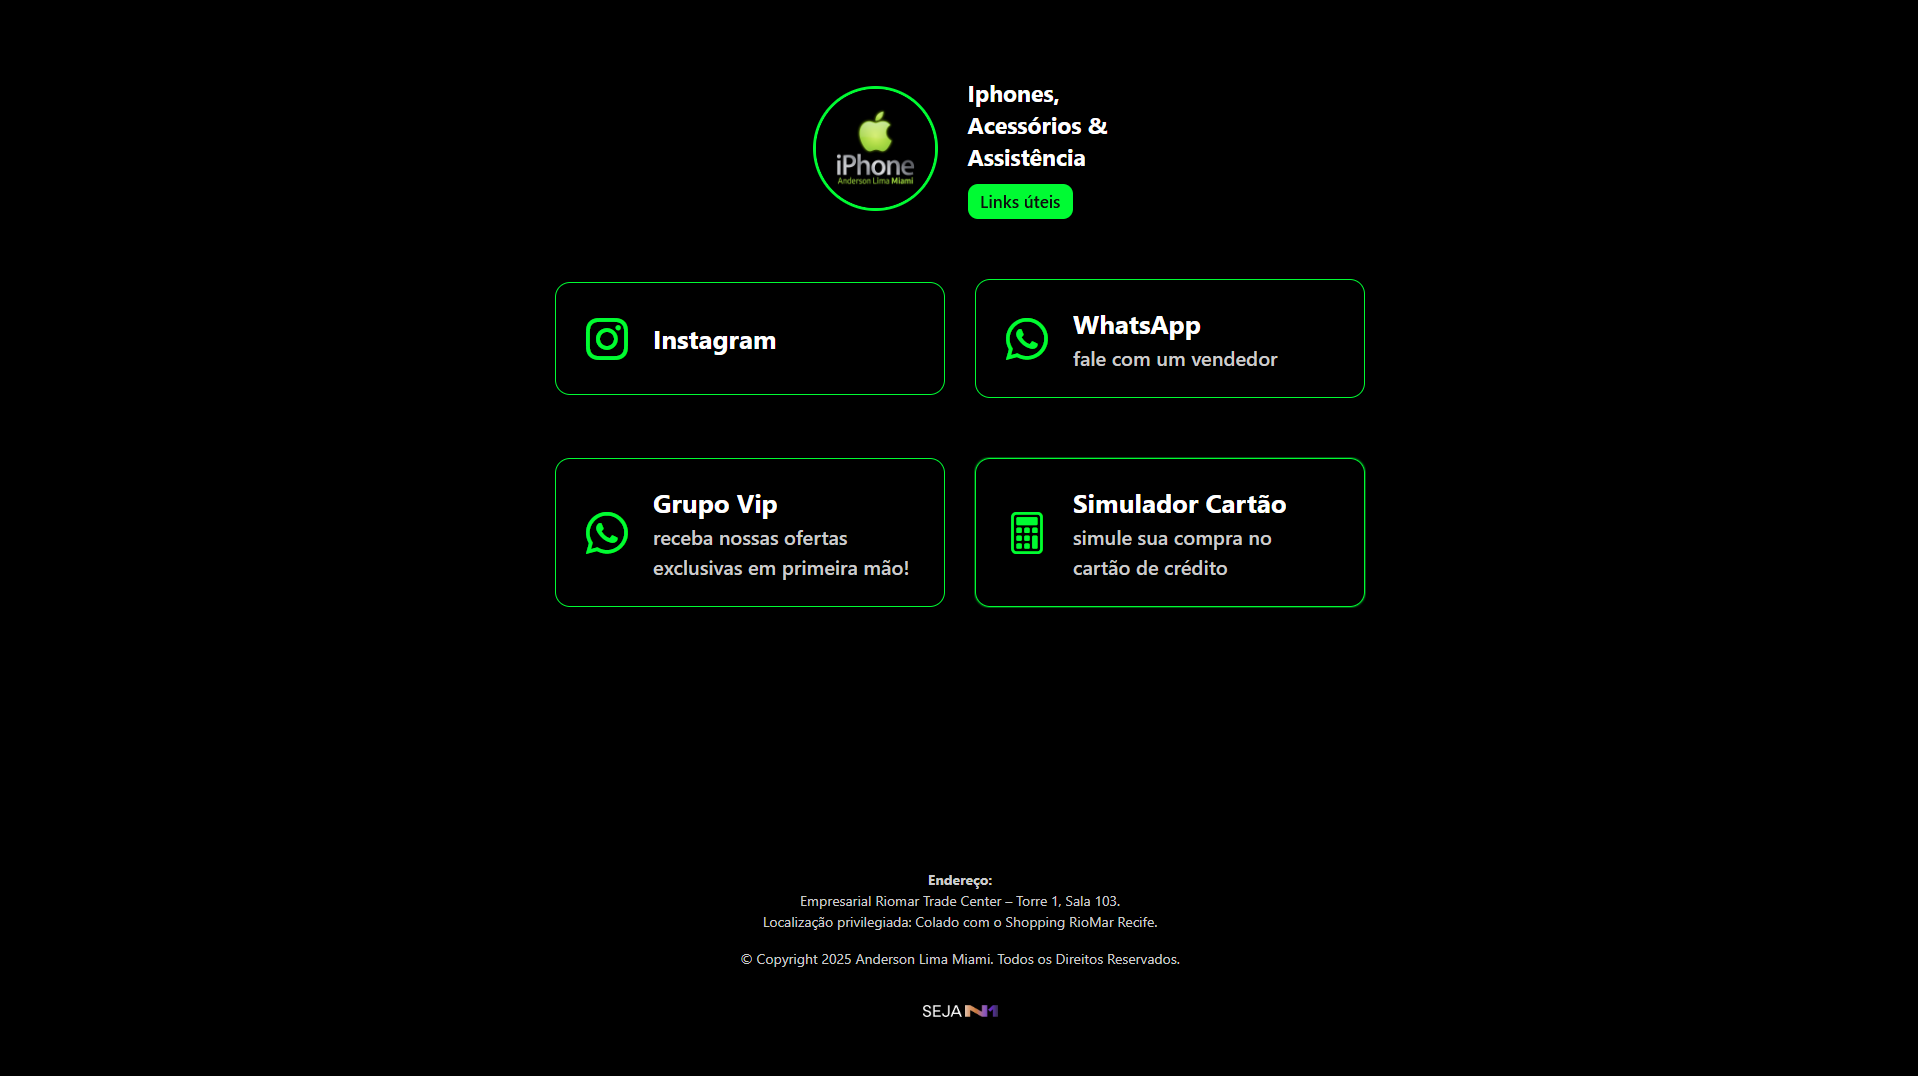 iPhone
Anderson Lima Miami
Iphones,
Acessórios &
Assistência
Links úteis
Instagram
WhatsApp
fale com um vendedor
Grupo Vip
receba nossas ofertas
exclusivas em primeira mão!
Simulador Cartão
simule sua compra no
cartão de crédito
Endereço:
Empresarial Riomar Trade Center – Torre 1, Sala 103.
Localização privilegiada: Colado com o Shopping RioMar Recife.
© Copyright 2025 Anderson Lima Miami. Todos os Direitos Reservados.
SEJA N1